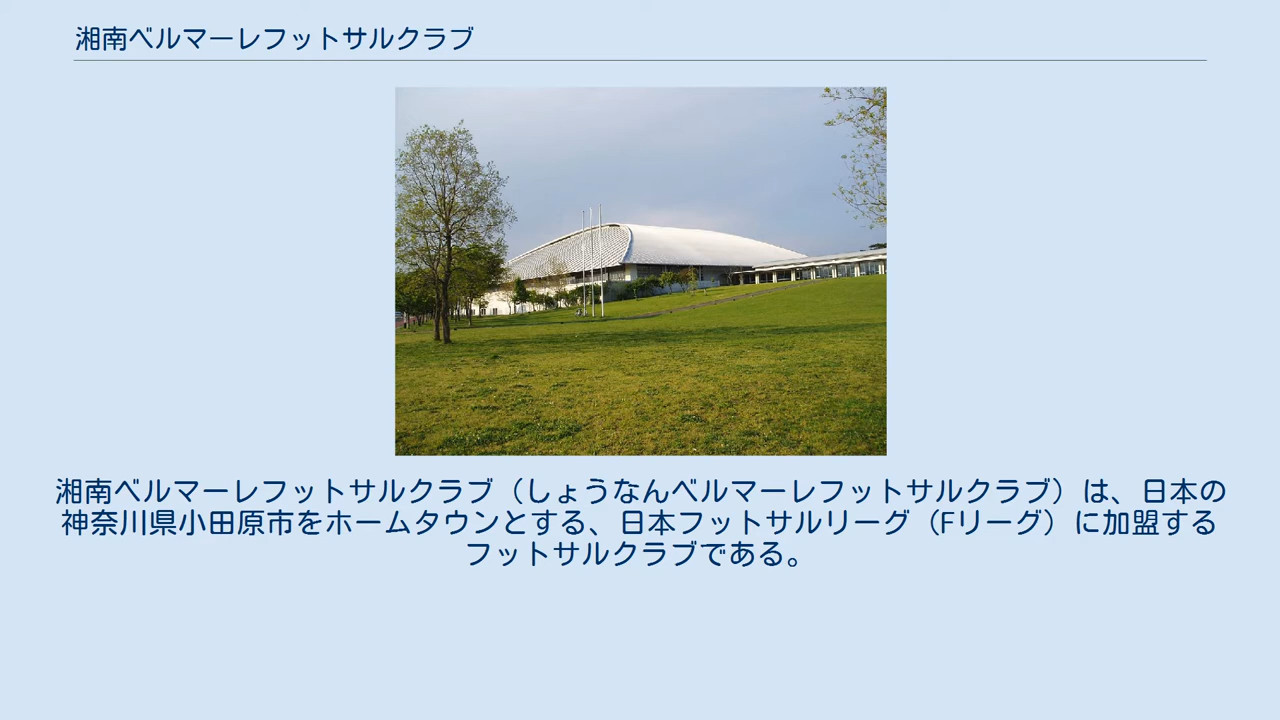 湘南ベルマーレフットサルクラブ
湘南ベルマーレフットサルクラブ（しょうなんベルマーレフットサルクラブ）は、日本の
神奈川県小田原市をホームタウンとする、日本フットサルリーグ（Fリーグ）に加盟する
フットサルクラブである。